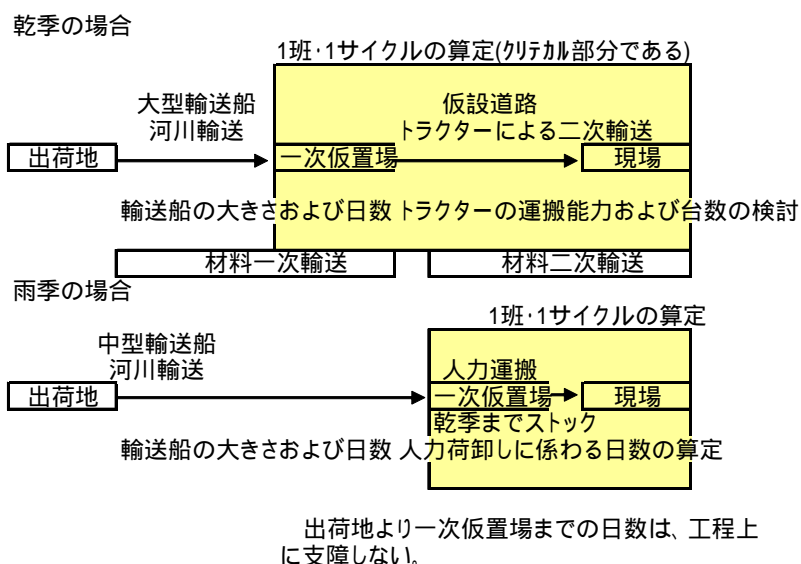 乾季の場合
1班・1サイクルの算定(クリテカル部分である)
大型輸送船
河川輸送
仮設道路
トラクターによる二次輸送
出荷地
一次仮置場
現場
輸送船の大きさおよび日数 トラクターの運搬能力および台数の検討
材料一次輸送
材料二次輸送
雨季の場合
1班・1サイクルの算定
中型輸送船
河川輸送
人力運搬
出荷地
一次仮置場
現場
乾季までストック
輸送船の大きさおよび日数 人力荷卸しに係わる日数の算定
出荷地より一次仮置場までの日数は、工程上
に支障しない。